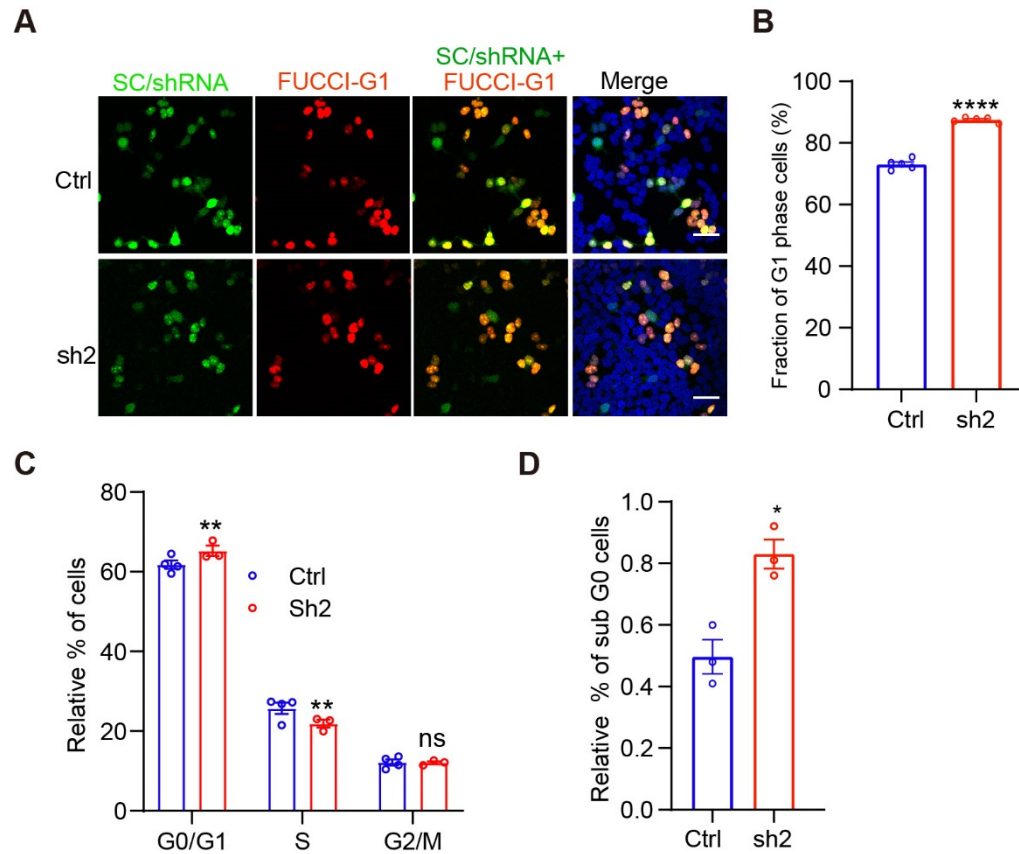 A
SC/shRNA
FUCCI-G1
SC/shRNA+
FUCCI-G1
Merge
Ctrl
sh2
B
Fraction of G1 phase cells (%)
100
80
60
40
20
0
****
Ctrl
sh2
C
Relative % of cells
80
60
40
20
0
**
**
ns
Ctrl
Sh2
G0/G1
S
G2/M
D
Relative % of sub G0 cells
1.0
0.8
0.6
0.4
0.2
0.0
*
Ctrl
sh2